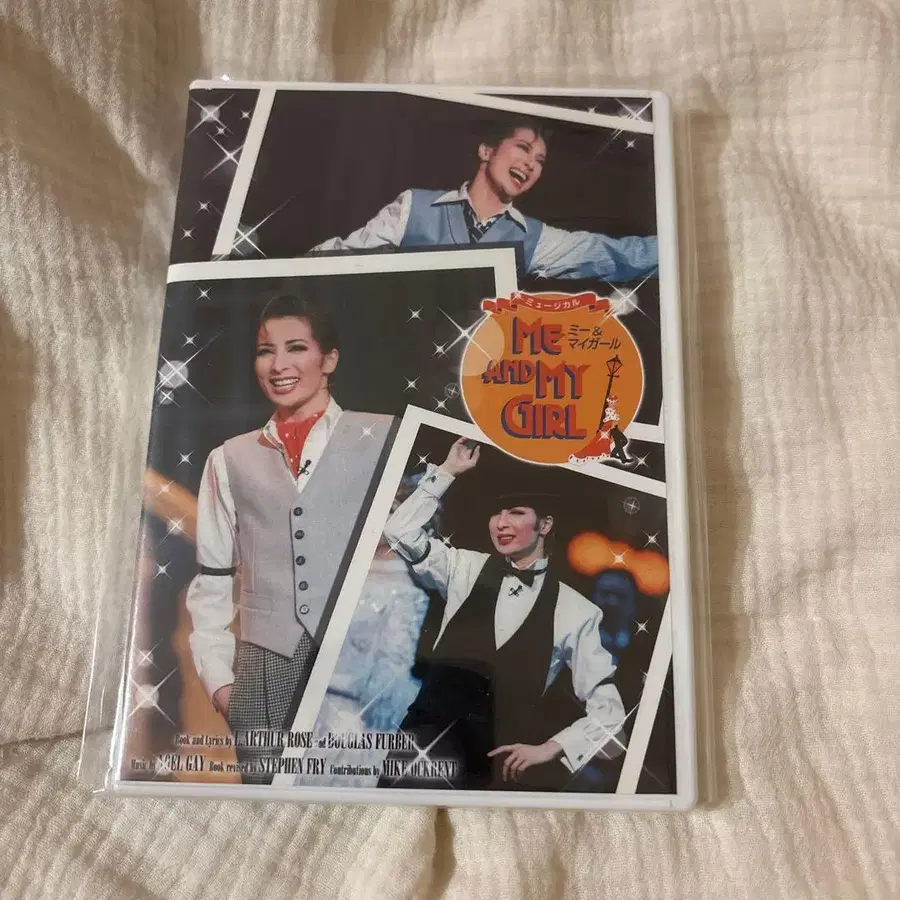 ミュージカル
ME
ミー&
マイガール
AND MY
GIRL
Book and Lyrics by L. ARTHUR ROSE and DOUGLAS FURBER
Music by NOEL GAY Book revised by STEPHEN FRY Contributions by MIKE OCKRENT